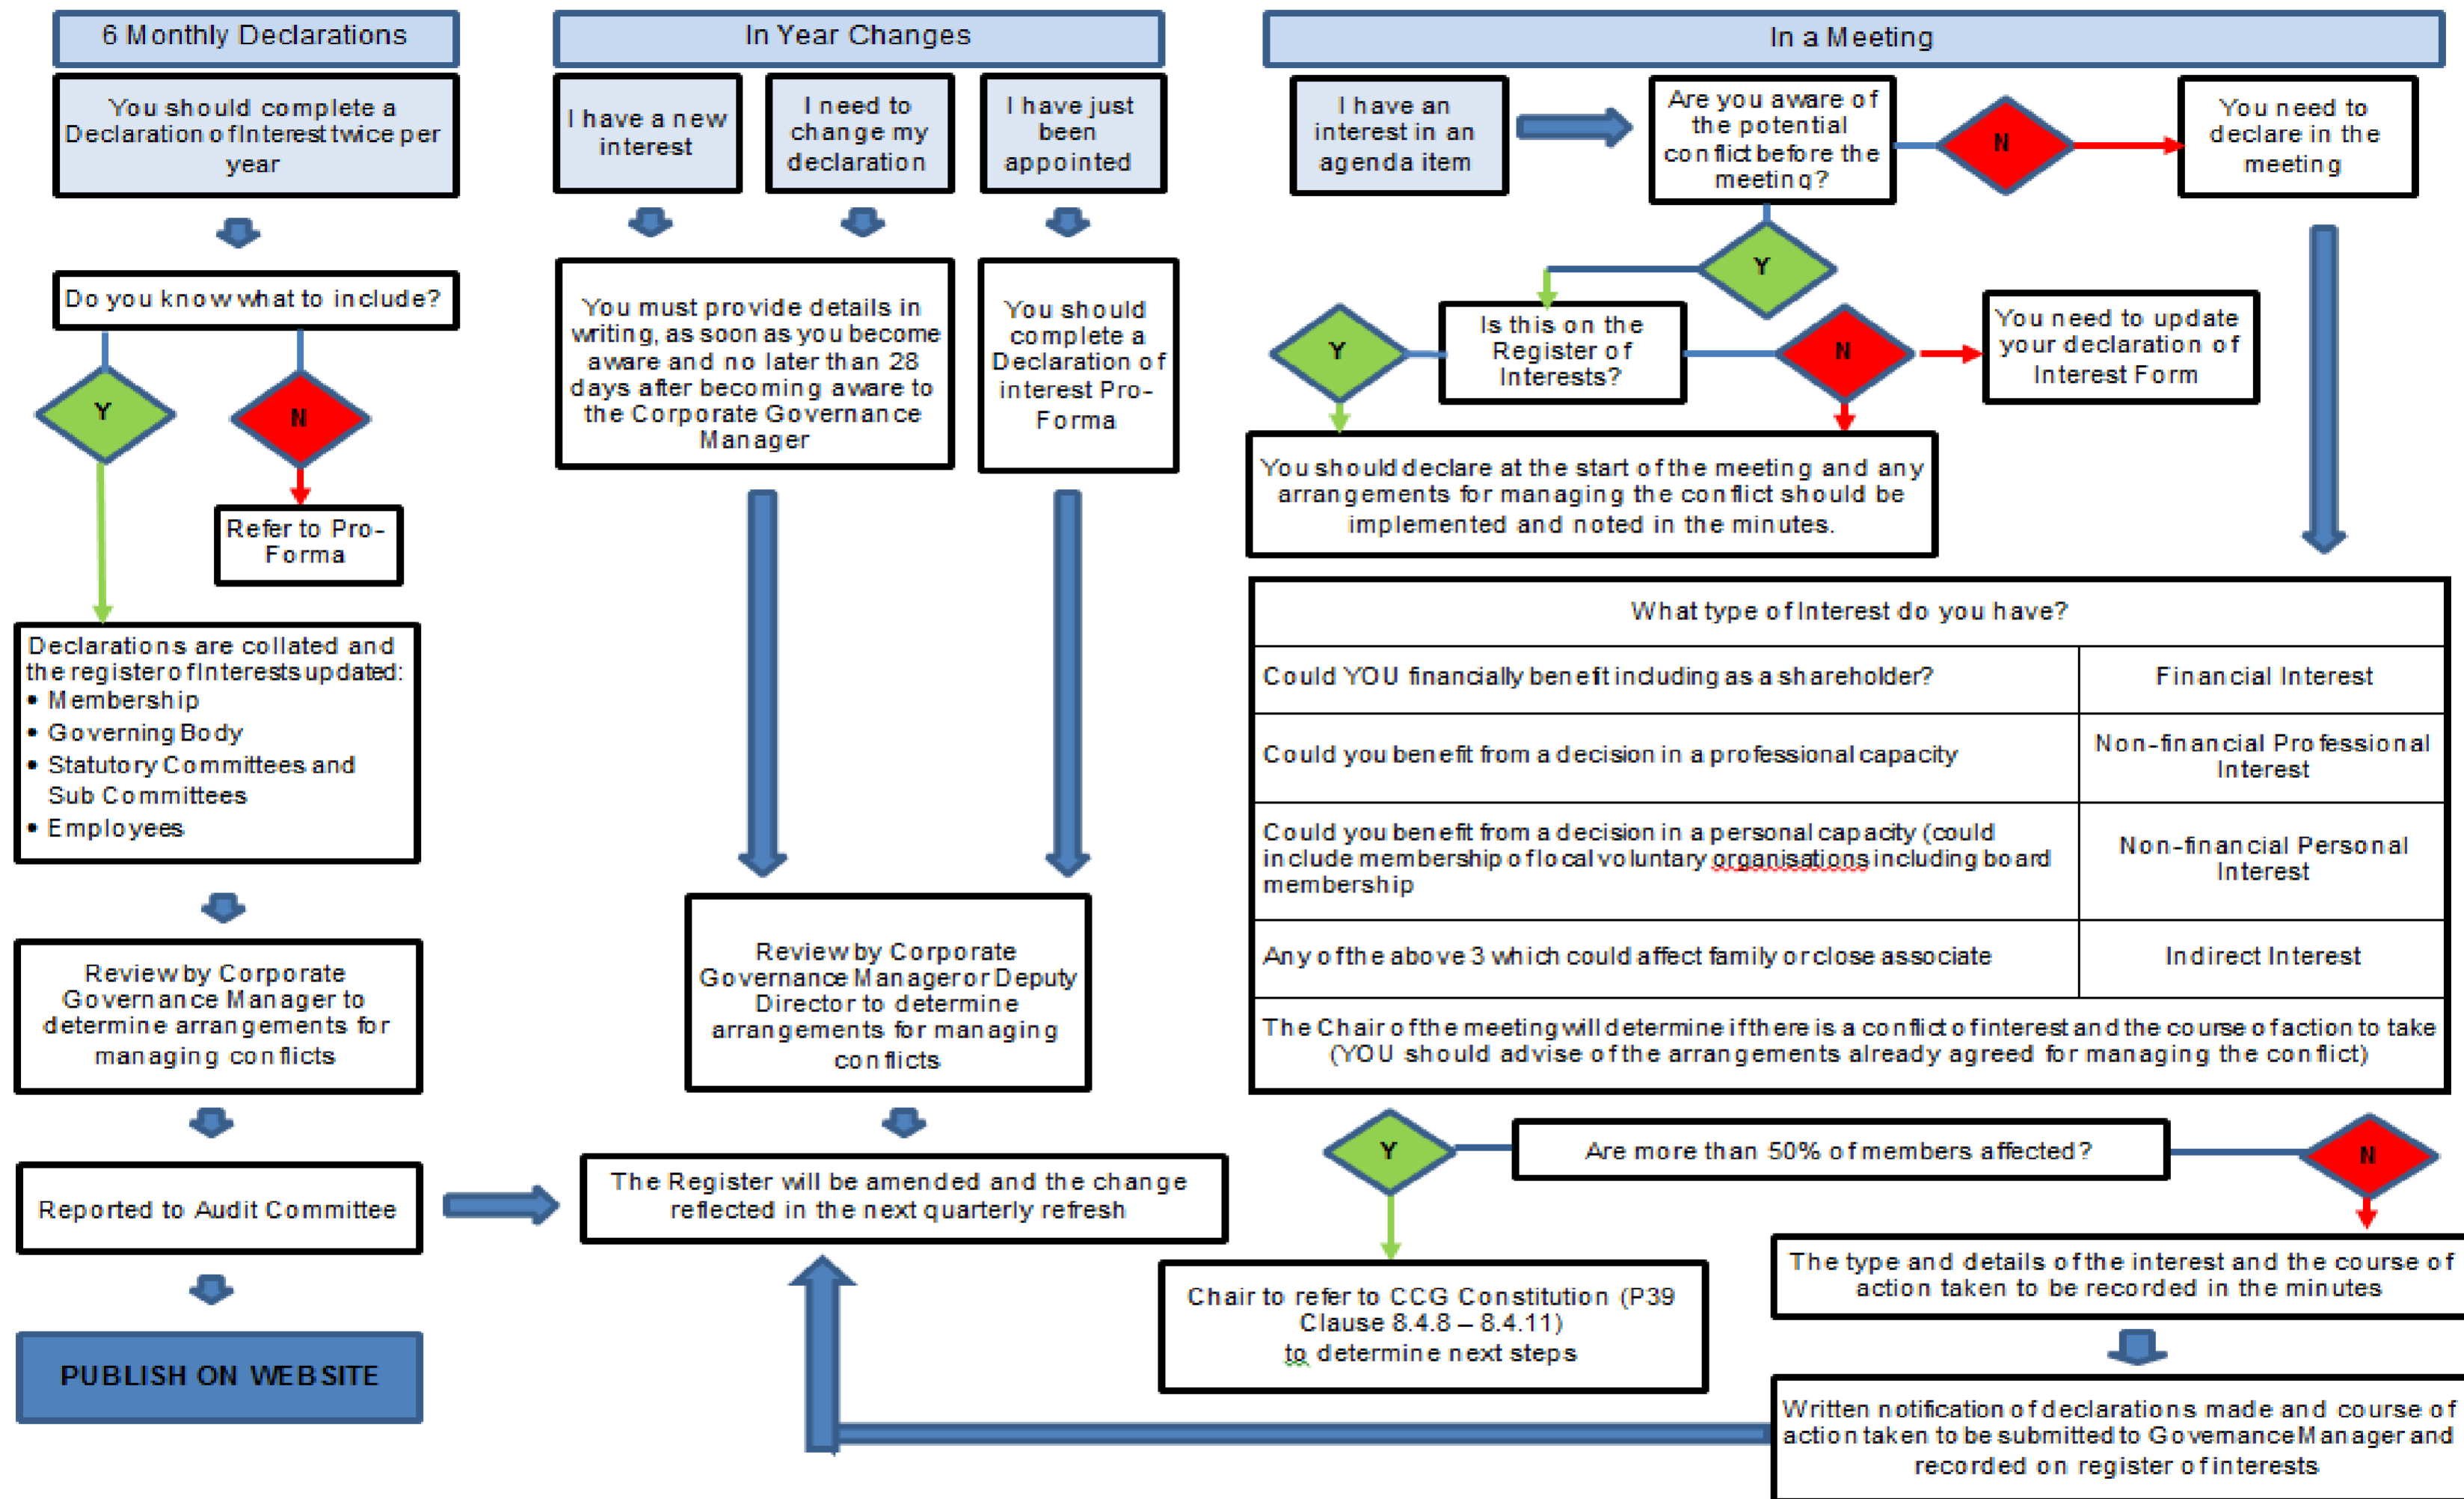 6 Monthly Declarations
You should complete a
Declaration of Interest twice per
year
Do you know what to include?
Y
N
Refer to Pro-
Forma
Declarations are collated and
the register of Interests updated:
• Membership
• Governing Body
• Statutory Committees and
Sub Committees
• Employees
Review by Corporate
Governance Manager to
determine arrangements for
managing conflicts
Reported to Audit Committee
PUBLISH ON WEBSITE
In Year Changes
I have a new
interest
I need to
change my
declaration
I have just
been
appointed
You must provide details in
writing, as soon as you become
aware and no later than 28
days after becoming aware to
the Corporate Governance
Manager
You should
complete a
Declaration of
interest Pro-
Forma
Review by Corporate
Governance Manager or Deputy
Director to determine
arrangements for managing
conflicts
The Register will be amended and the change
reflected in the next quarterly refresh
In a Meeting
I have an
interest in an
agenda item
Are you aware of
the potential
conflict before the
meeting?
N
You need to
declare in the
meeting
Y
Y
Is this on the
Register of
Interests?
N
You need to update
your declaration of
Interest Form
You should declare at the start of the meeting and any
arrangements for managing the conflict should be
implemented and noted in the minutes.
What type of Interest do you have?
Could YOU financially benefit including as a shareholder?
Financial Interest
Could you benefit from a decision in a professional capacity
Non-financial Professional
Interest
Could you benefit from a decision in a personal capacity (could
include membership of local voluntary organisations including board
membership
Non-financial Personal
Interest
Any of the above 3 which could affect family or close associate
Indirect Interest
The Chair of the meeting will determine if there is a conflict of interest and the course of action to take
(YOU should advise of the arrangements already agreed for managing the conflict)
Y
Are more than 50% of members affected?
N
Chair to refer to CCG Constitution (P39
Clause 8.4.8 – 8.4.11)
to determine next steps
The type and details of the interest and the course of
action taken to be recorded in the minutes
Written notification of declarations made and course of
action taken to be submitted to Governance Manager and
recorded on register of interests